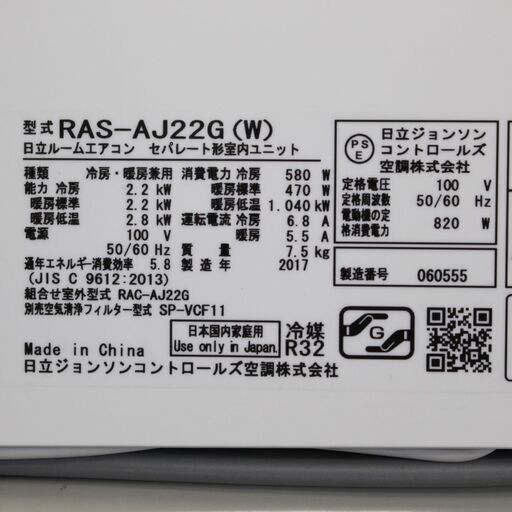 型式 RAS-AJ22G(W)
日立ルームエアコン セパレート形室内ユニット
種類 冷房・暖房兼用 消費電力 冷房 580 W
能力 冷房 2.2 kW 暖房標準 470 W
暖房標準 2.2 kW 暖房低温 1.040 kW
暖房低温 2.8 kW 運転電流 冷房 6.8 A
電源 100 V 暖房 5.5 A
50/60 Hz 質量 7.5 kg
通年エネルギー消費効率 5.8 製造年 2017
(JIS C 9612:2013)
組合せ室外型式 RAC-AJ22G
別売空気清浄フィルター型式 SP-VCF11
日本国内家庭用
Use only in Japan.
冷媒
R32
Made in China
日立ジョンソンコントロールズ空調株式会社
PS
E
日立ジョンソン
コントロールズ
空調株式会社
定格電圧 100 V
定格周波数 50/60 Hz
電動機の定
格消費電力 820 W
製造番号 060555
G